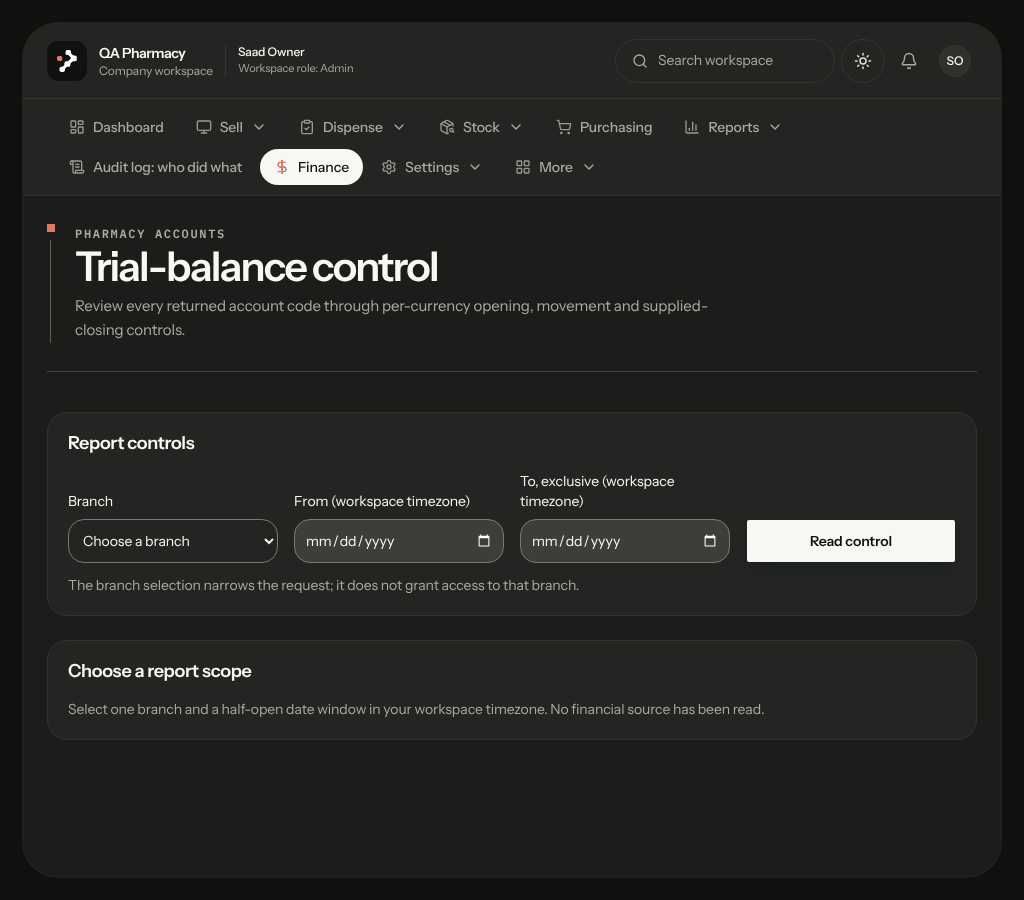 QA Pharmacy
Company workspace
Saad Owner
Workspace role: Admin
Search workspace
SO
Dashboard
Sell
Dispense
Stock
Purchasing
Reports
Audit log: who did what
Finance
Settings
More
PHARMACY ACCOUNTS
Trial-balance control
Review every returned account code through per-currency opening, movement and supplied-
closing controls.
Report controls
Branch
From (workspace timezone)
To, exclusive (workspace
timezone)
Choose a branch
mm/dd/yyyy
mm/dd/yyyy
Read control
The branch selection narrows the request; it does not grant access to that branch.
Choose a report scope
Select one branch and a half-open date window in your workspace timezone. No financial source has been read.